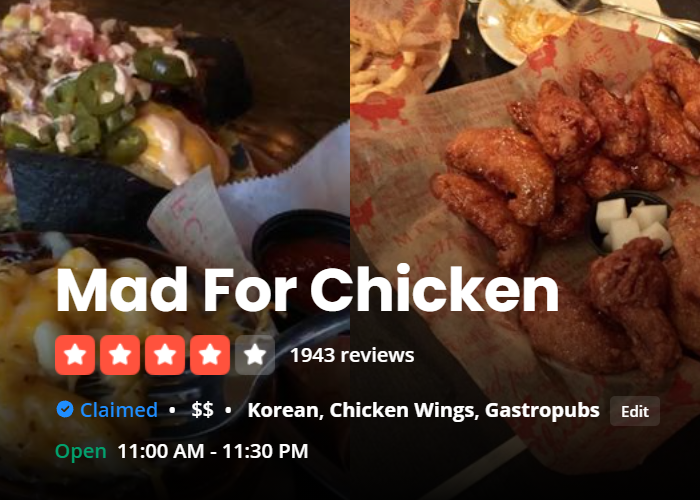 Mad For Chicken
1943 reviews
Claimed • $$ • Korean, Chicken Wings, Gastropubs Edit
Open 11:00 AM - 11:30 PM